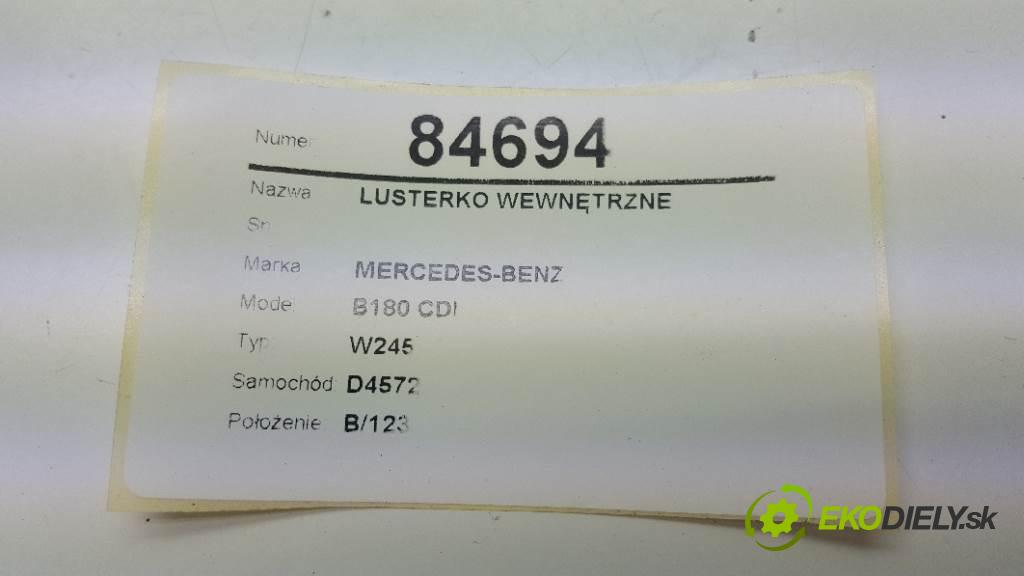 Numer 84694
Nazwa LUSTERKO WEWNĘTRZNE
Sn
Marka MERCEDES-BENZ
Model B180 CDI
Typ W245
Samochód D4572
Położenie B/123
EKODIELY.sk